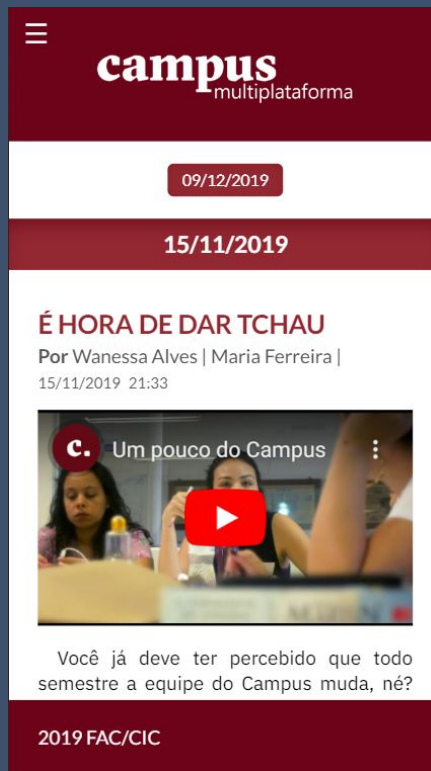 campus
multiplataforma
09/12/2019
15/11/2019
É HORA DE DAR TCHAU
Por Wanessa Alves | Maria Ferreira |
15/11/2019 21:33
c. Um pouco do Campus
Você já deve ter percebido que todo
semestre a equipe do Campus muda, né?
2019 FAC/CIC